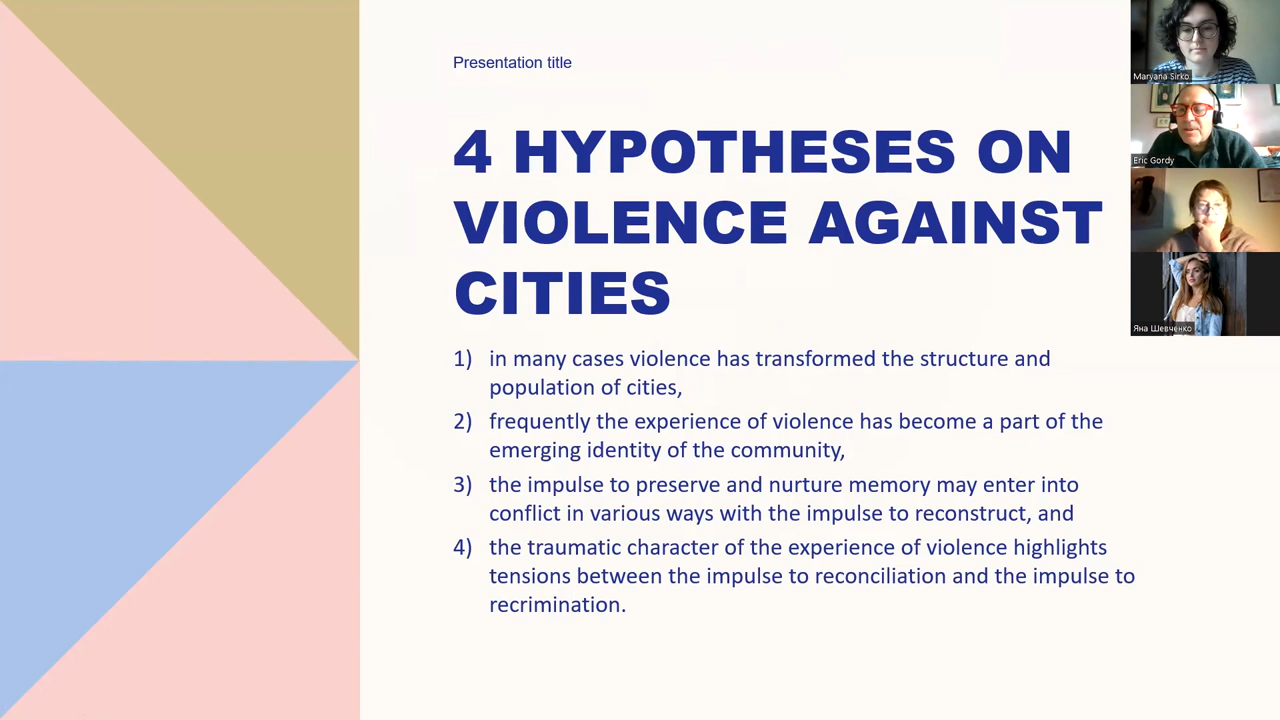 Presentation title
4 HYPOTHESES ON
VIOLENCE AGAINST
CITIES
1) in many cases violence has transformed the structure and
population of cities,
2) frequently the experience of violence has become a part of the
emerging identity of the community,
3) the impulse to preserve and nurture memory may enter into
conflict in various ways with the impulse to reconstruct, and
4) the traumatic character of the experience of violence highlights
tensions between the impulse to reconciliation and the impulse to
recrimination.
Maryana Sirko
Eric Gordy
Яна Шевченко